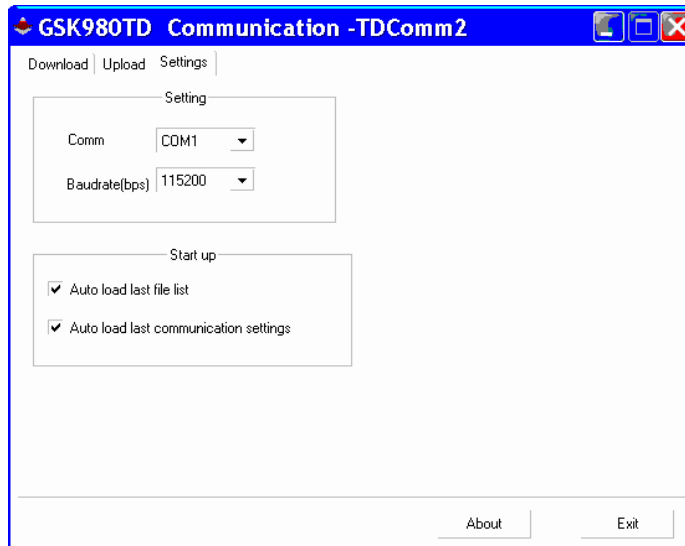 GSK980TD Communication -TDComm2
Download Upload Settings
Setting
Comm COM1
Baudrate(bps) 115200
Start up
Auto load last file list
Auto load last communication settings
About Exit